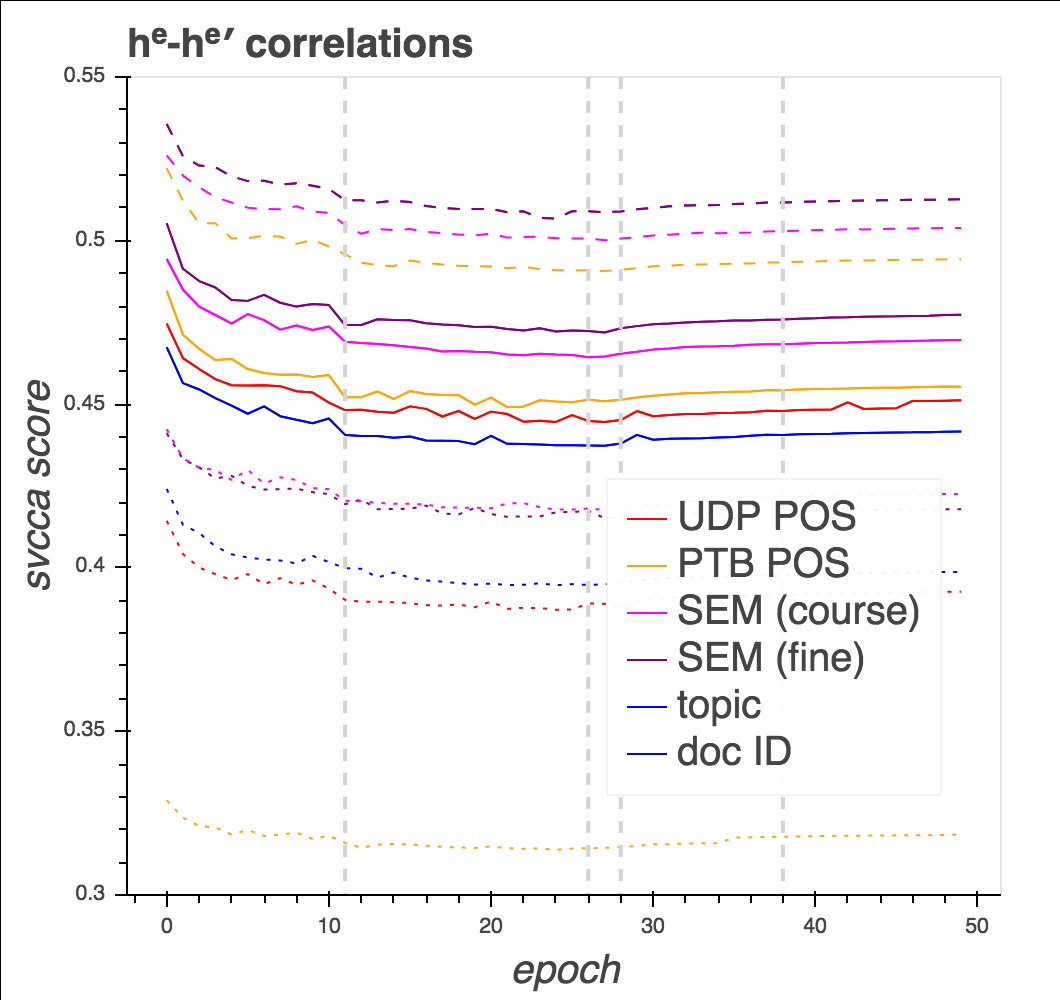 hᵉ-hᵉ′ correlations
0.55
0.5
0.45
0.4
0.35
0.3
svcca score
UDP POS
PTB POS
SEM (course)
SEM (fine)
topic
doc ID
0 10 20 30 40 50
epoch